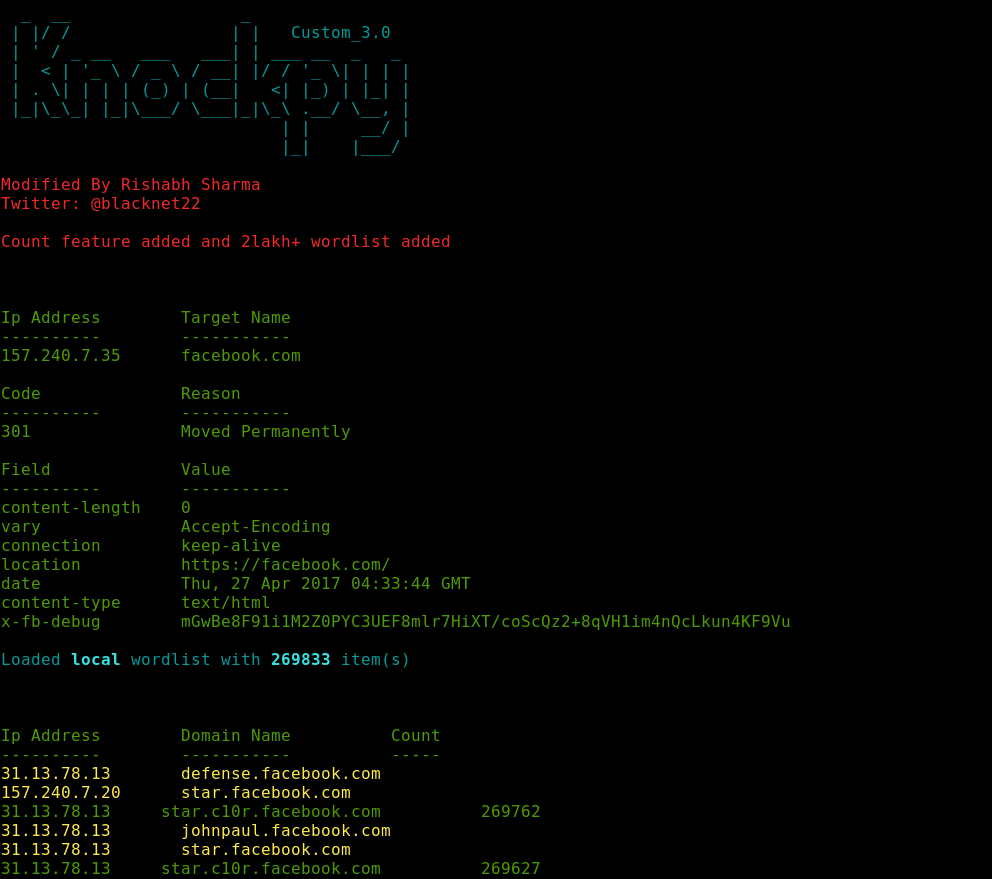 Knockpy
Custom_3.0
Modified By Rishabh Sharma
Twitter: @blacknet22
Count feature added and 2lakh+ wordlist added
Ip Address Target Name
---------- -----------
157.240.7.35 facebook.com
Code Reason
---------- -----------
301 Moved Permanently
Field Value
---------- -----------
content-length 0
vary Accept-Encoding
connection keep-alive
location https://facebook.com/
date Thu, 27 Apr 2017 04:33:44 GMT
content-type text/html
x-fb-debug mGwBe8F91i1M2Z0PYC3UEF8mlr7HiXT/coScQz2+8qVH1im4nQcLkun4KF9Vu
Loaded local wordlist with 269833 item(s)
Ip Address Domain Name Count
---------- ----------- -----
31.13.78.13 defense.facebook.com
157.240.7.20 star.facebook.com
31.13.78.13 star.c10r.facebook.com 269762
31.13.78.13 johnpaul.facebook.com
31.13.78.13 star.facebook.com
31.13.78.13 star.c10r.facebook.com 269627